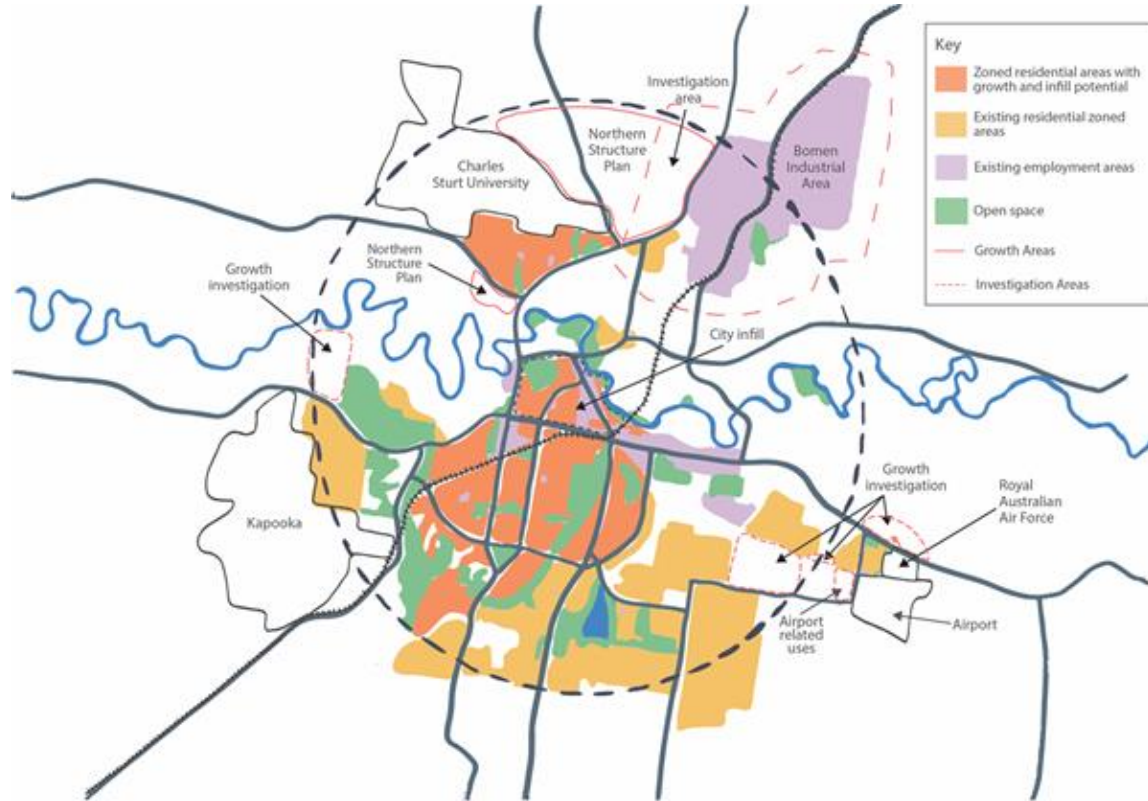 Key
Zoned residential areas with
growth and infill potential
Existing residential zoned
areas
Existing employment areas
Open space
Growth Areas
Investigation Areas
Investigation
area
Northern
Structure
Plan
Bomen
Industrial
Area
Charles
Sturt University
Northern
Structure
Plan
Growth
investigation
City infill
Growth
investigation
Royal
Australian
Air Force
Kapooka
Airport
related
uses
Airport